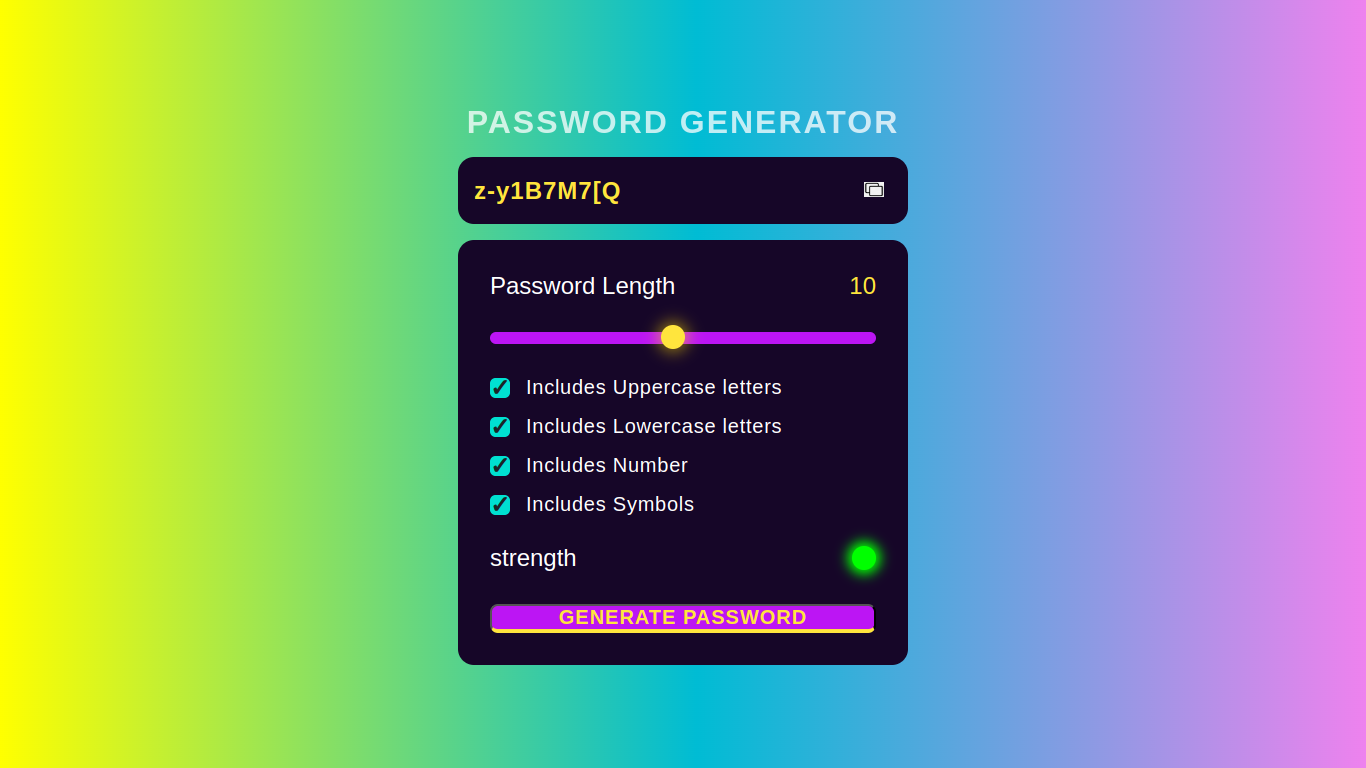 PASSWORD GENERATOR
z-y1B7M7[Q
Password Length 10
Includes Uppercase letters
Includes Lowercase letters
Includes Number
Includes Symbols
strength
GENERATE PASSWORD